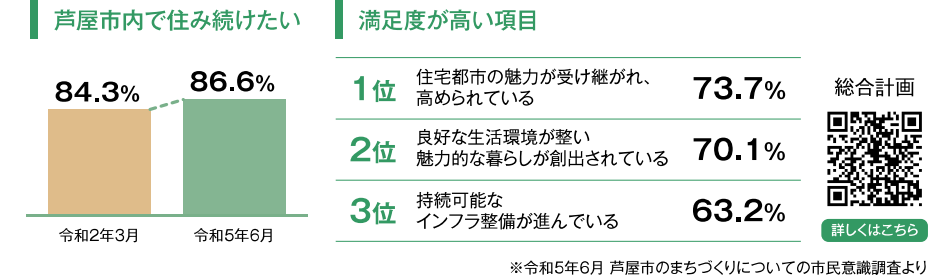 芦屋市内で住み続けたい
84.3%
86.6%
令和2年3月
令和5年6月
満足度が高い項目
1位
住宅都市の魅力が受け継がれ、
高められている
73.7%
2位
良好な生活環境が整い
魅力的な暮らしが創出されている
70.1%
3位
持続可能な
インフラ整備が進んでいる
63.2%
総合計画
詳しくはこちら
※令和5年6月 芦屋市のまちづくりについての市民意識調査より